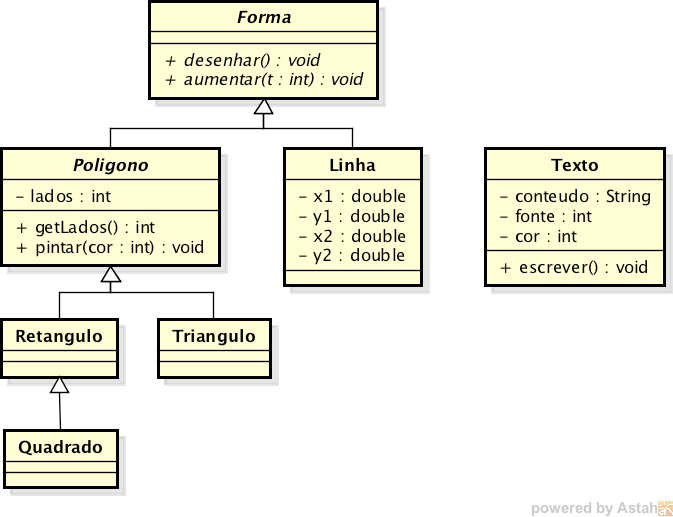 Forma
+ desenhar() : void
+ aumentar(t : int) : void
Poligono
- lados : int
+ getLados() : int
+ pintar(cor : int) : void
Linha
- x1 : double
- y1 : double
- x2 : double
- y2 : double
Texto
- conteudo : String
- fonte : int
- cor : int
+ escrever() : void
Retangulo
Triangulo
Quadrado
powered by Astah